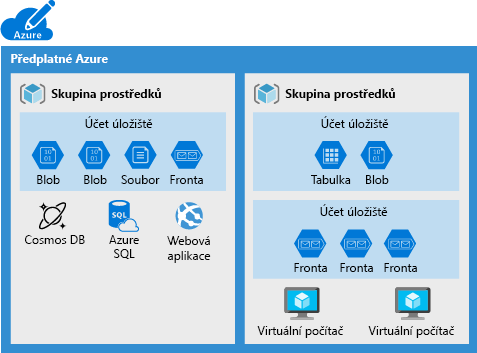 Azure
Předplatné Azure
Skupina prostředků
Účet úložiště
Blob
Blob
Soubor
Fronta
Cosmos DB
Azure
SQL
Webová
aplikace
Skupina prostředků
Účet úložiště
Tabulka
Blob
Účet úložiště
Fronta
Fronta
Fronta
Virtuální počítač
Virtuální počítač